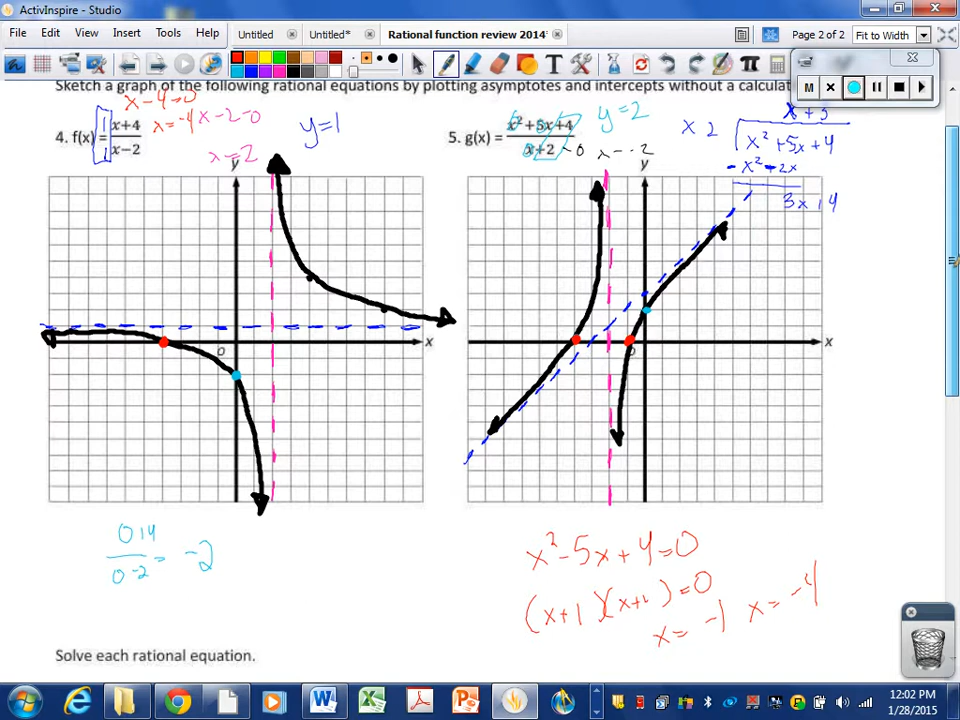 ActivInspire - Studio
File Edit View Insert Tools Help Untitled Untitled* Rational function review 2014* Page 2 of 2 Fit to Width
Sketch a graph of the following rational equations by plotting asymptotes and intercepts without a calculat
M
x-4=0
x=-4 x-2=0
4. f(x) = x+4 / x-2
x=2
y=1
5. g(x) = x²+5x+4 / x+2
0 x=-2
y=2
x 2
x+3
x²+5x+4
-x²+2x
3x+4
y
x
0
y
x
0
0+4 / 0-2 = -2
x²-5x+4=0
(x+1)(x+4)=0
x=-1 x=-4
Solve each rational equation.
12:02 PM
1/28/2015